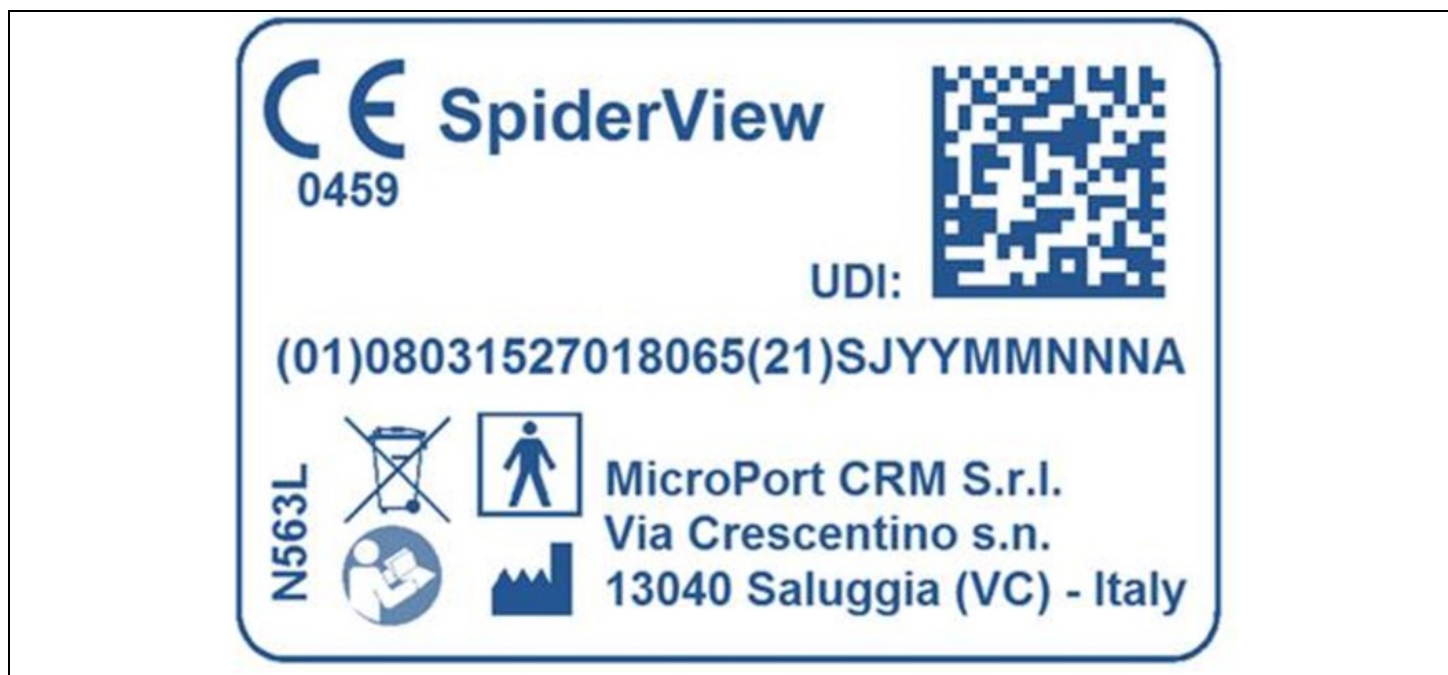 CE SpiderView
0459
UDI:
(01)08031527018065(21)SJYYMMNNNA
N563L
MicroPort CRM S.r.l.
Via Crescentino s.n.
13040 Saluggia (VC) - Italy